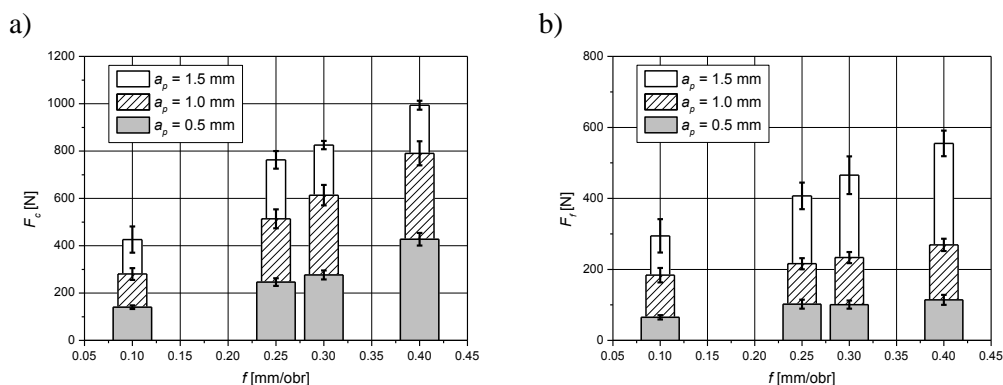 a)
1200
1000
800
600
400
200
0
F_c [N]
a_p = 1.5 mm
a_p = 1.0 mm
a_p = 0.5 mm
0.05 0.10 0.15 0.20 0.25 0.30 0.35 0.40 0.45
f [mm/obr]
b)
800
600
400
200
0
F_f [N]
a_p = 1.5 mm
a_p = 1.0 mm
a_p = 0.5 mm
0.05 0.10 0.15 0.20 0.25 0.30 0.35 0.40 0.45
f [mm/obr]